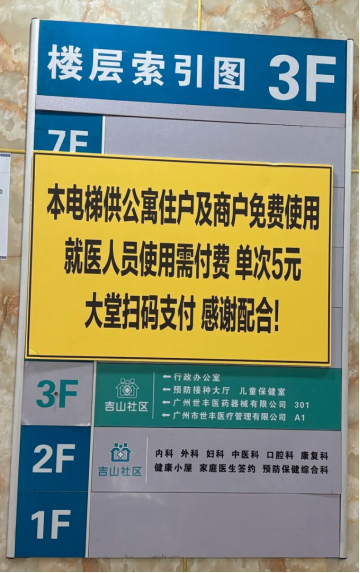 楼层索引图 3F
7F
本电梯供公寓住户及商户免费使用
就医人员使用需付费 单次5元
大堂扫码支付 感谢配合!
3F
吉山社区
←行政办公室
←预防接种大厅 儿童保健室
←广州世丰医药器械有限公司 301
←广州市世丰医疗管理有限公司 A1
2F
吉山社区
内科 外科 妇科 中医科 口腔科 康复科
健康小屋 家庭医生签约 预防保健综合科
1F